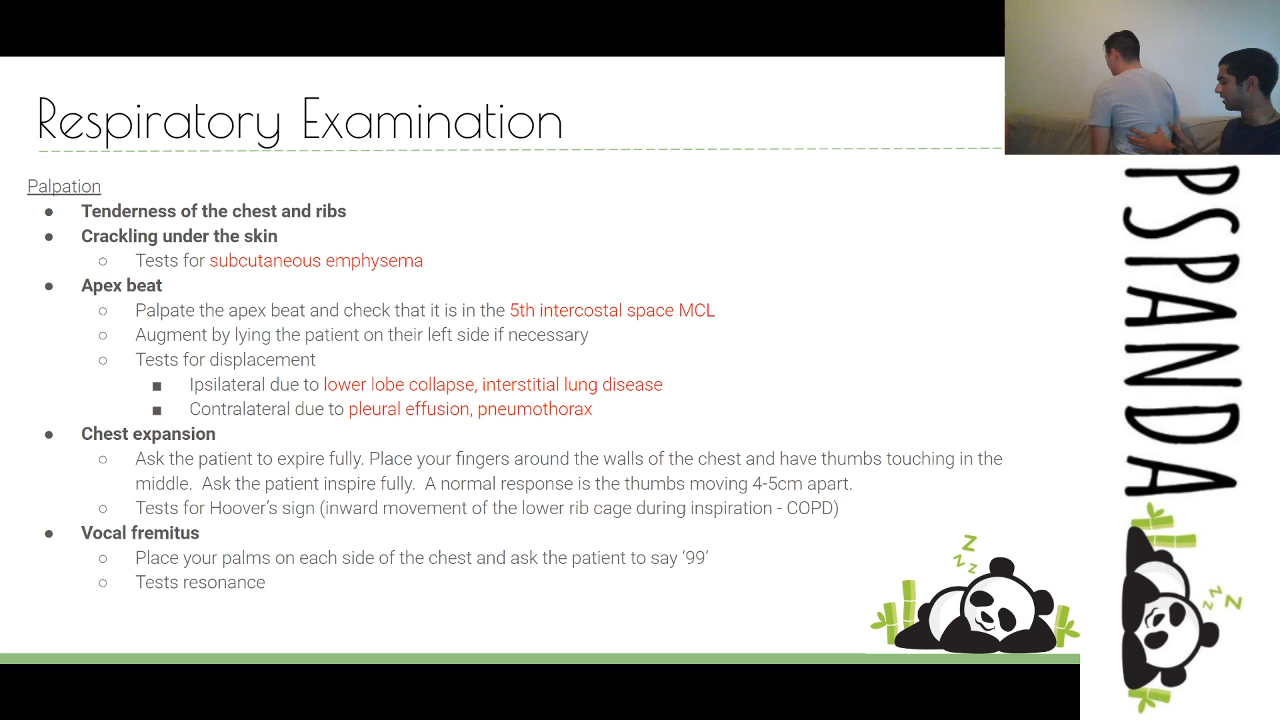 Respiratory Examination
Palpation
● Tenderness of the chest and ribs
● Crackling under the skin
○ Tests for subcutaneous emphysema
● Apex beat
○ Palpate the apex beat and check that it is in the 5th intercostal space MCL
○ Augment by lying the patient on their left side if necessary
○ Tests for displacement
■ Ipsilateral due to lower lobe collapse, interstitial lung disease
■ Contralateral due to pleural effusion, pneumothorax
● Chest expansion
○ Ask the patient to expire fully. Place your fingers around the walls of the chest and have thumbs touching in the
middle. Ask the patient inspire fully. A normal response is the thumbs moving 4-5cm apart.
○ Tests for Hoover's sign (inward movement of the lower rib cage during inspiration - COPD)
● Vocal fremitus
○ Place your palms on each side of the chest and ask the patient to say '99'
○ Tests resonance
z z z
PSPANDA
z z z